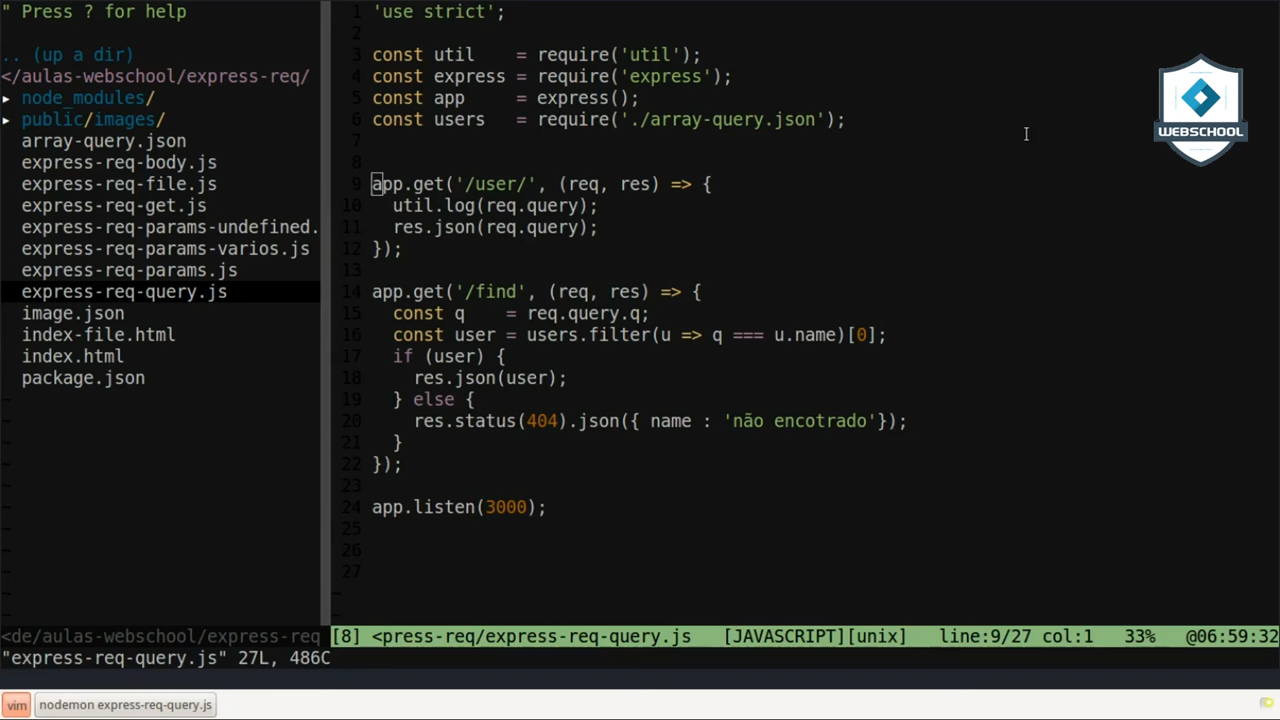 " Press ? for help
.. (up a dir)
</aulas-webschool/express-req/
▸ node_modules/
▸ public/images/
array-query.json
express-req-body.js
express-req-file.js
express-req-get.js
express-req-params-undefined.
express-req-params-varios.js
express-req-params.js
express-req-query.js
image.json
index-file.html
index.html
package.json
~
~
~
~
~
~
~
~
~
~
~
<de/aulas-webschool/express-req
1 'use strict';
2
3 const util    = require('util');
4 const express = require('express');
5 const app     = express();
6 const users   = require('./array-query.json');
7
8
9 app.get('/user/', (req, res) => {
10   util.log(req.query);
11   res.json(req.query);
12 });
13
14 app.get('/find', (req, res) => {
15   const q    = req.query.q;
16   const user = users.filter(u => q === u.name)[0];
17   if (user) {
18     res.json(user);
19   } else {
20     res.status(404).json({ name : 'não encotrado'});
21   }
22 });
23
24 app.listen(3000);
25
26
27
~
~
[8] <press-req/express-req-query.js [JAVASCRIPT][unix] line:9/27 col:1 33% @06:59:32
"express-req-query.js" 27L, 486C
WEBSCHOOL
vim
nodemon express-req-query.js